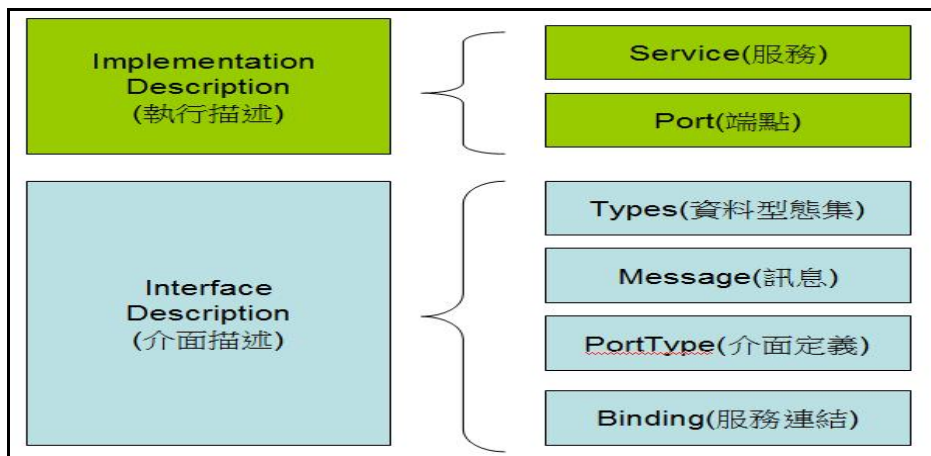 Implementation
Description
(執行描述)
Service(服務)
Port(端點)
Interface
Description
(介面描述)
Types(資料型態集)
Message(訊息)
PortType(介面定義)
Binding(服務連結)